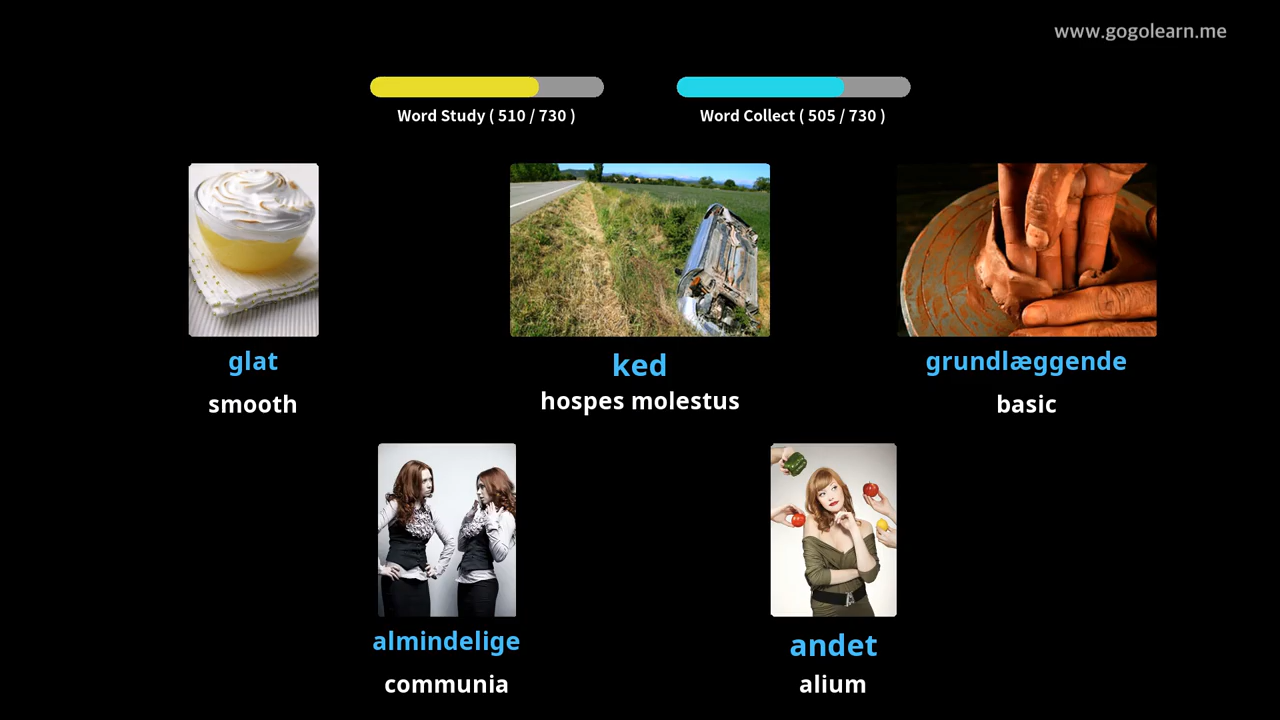 www.gogolearn.me
Word Study ( 510 / 730 )
Word Collect ( 505 / 730 )
glat
ked
grundlæggende
smooth
hospes molestus
basic
almindelige
andet
communia
alium